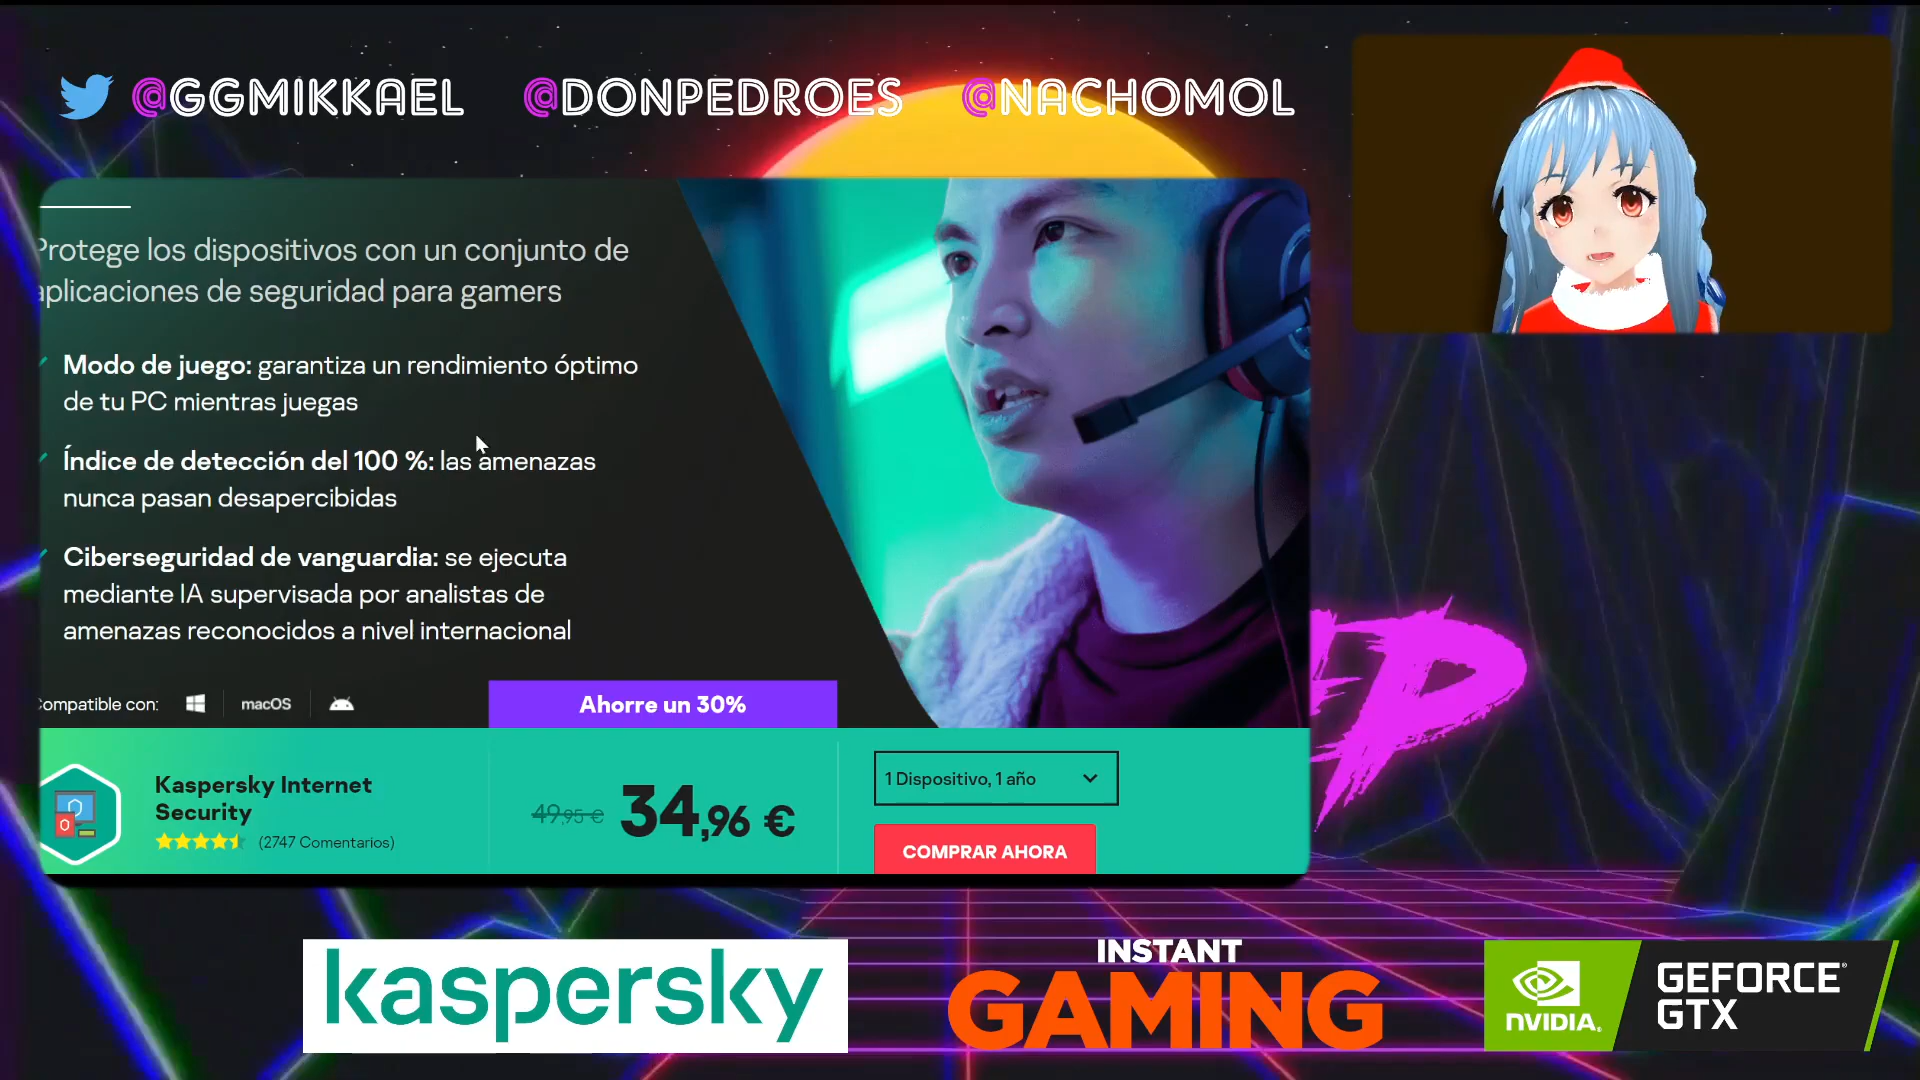 @GGMIKKAEL @DONPEDROES @NACHOMOL
Protege los dispositivos con un conjunto de
aplicaciones de seguridad para gamers
Modo de juego: garantiza un rendimiento óptimo
de tu PC mientras juegas
Índice de detección del 100 %: las amenazas
nunca pasan desapercibidas
Ciberseguridad de vanguardia: se ejecuta
mediante IA supervisada por analistas de
amenazas reconocidos a nivel internacional
Compatible con: macOS
Ahorre un 30%
Kaspersky Internet
Security
(2747 Comentarios)
49,95 € 34,96 €
1 Dispositivo, 1 año
COMPRAR AHORA
kaspersky
INSTANT
GAMING
NVIDIA.
GEFORCE®
GTX